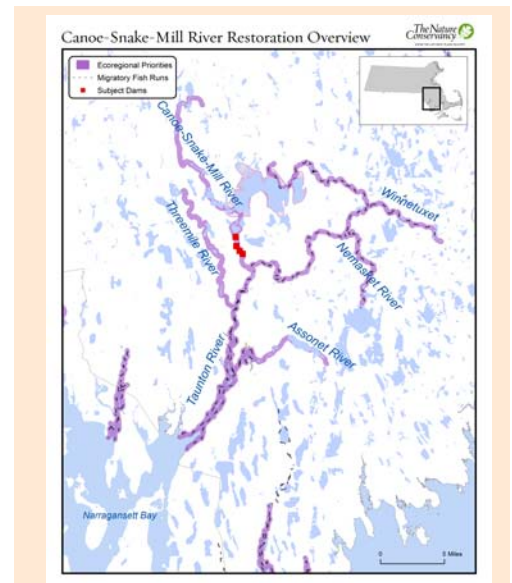 Canoe-Snake-Mill River Restoration Overview
The Nature
Conservancy
Ecoregional Priorities
Migratory Fish Runs
Subject Dams
Canoe-Snake-Mill River
Winnetuxet
Threemile River
Nemasket River
Assonet River
Taunton River
Narragansett Bay
0
5 Miles